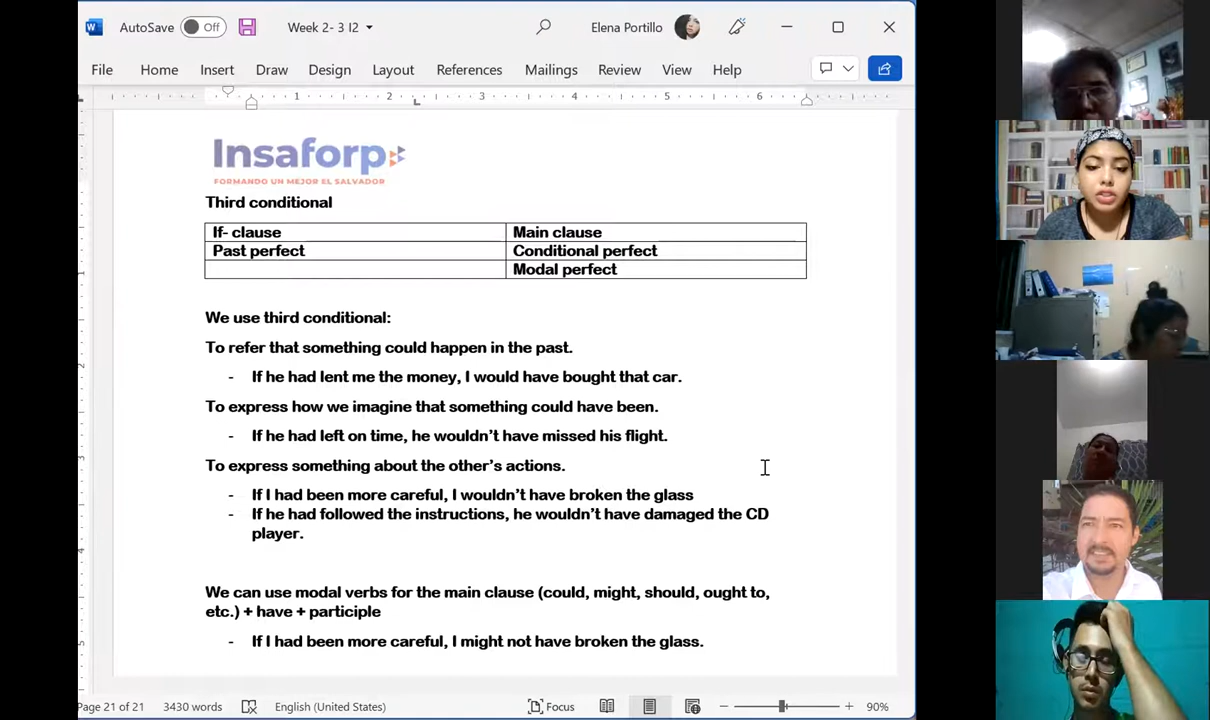 AutoSave Off Week 2- 3 I2 Elena Portillo
File Home Insert Draw Design Layout References Mailings Review View Help
1 2 3 4 5 6
Insaforp
FORMANDO UN MEJOR EL SALVADOR
Third conditional
If- clause Main clause
Past perfect Conditional perfect
Modal perfect
We use third conditional:
To refer that something could happen in the past.
- If he had lent me the money, I would have bought that car.
To express how we imagine that something could have been.
- If he had left on time, he wouldn't have missed his flight.
To express something about the other's actions.
- If I had been more careful, I wouldn't have broken the glass
- If he had followed the instructions, he wouldn't have damaged the CD
player.
We can use modal verbs for the main clause (could, might, should, ought to,
etc.) + have + participle
- If I had been more careful, I might not have broken the glass.
Page 21 of 21 3430 words English (United States) Focus 90%